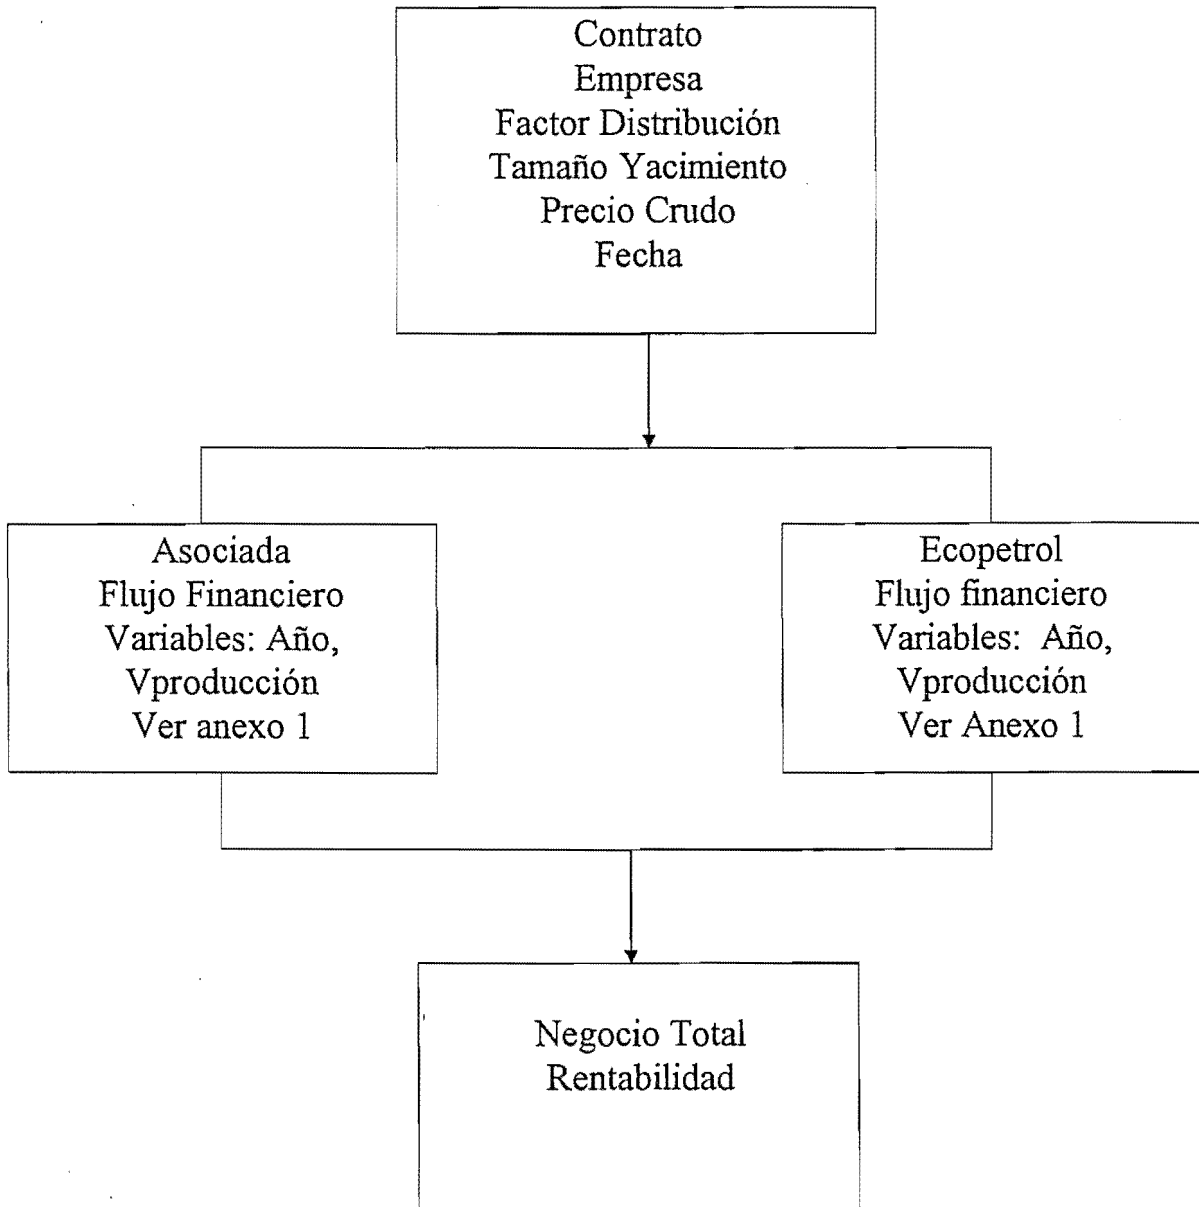 Contrato
Empresa
Factor Distribución
Tamaño Yacimiento
Precio Crudo
Fecha
Asociada
Flujo Financiero
Variables: Año,
Vproducción
Ver anexo 1
Ecopetrol
Flujo financiero
Variables: Año,
Vproducción
Ver Anexo 1
Negocio Total
Rentabilidad